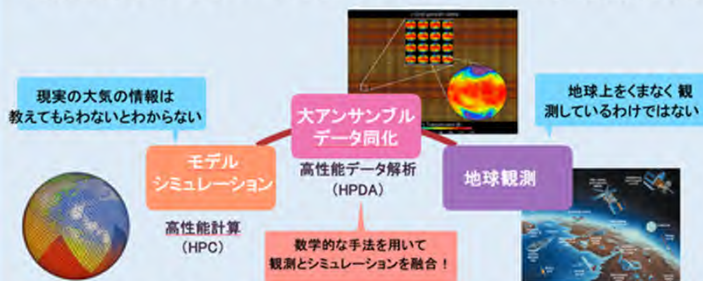 現実の大気の情報は
教えてもらわないとわからない
大アンサンブル
データ同化
地球上をくまなく観
測しているわけではない
モデル
シミュレーション
高性能データ解析
(HPDA)
地球観測
高性能計算
(HPC)
数学的な手法を用いて
観測とシミュレーションを融合！